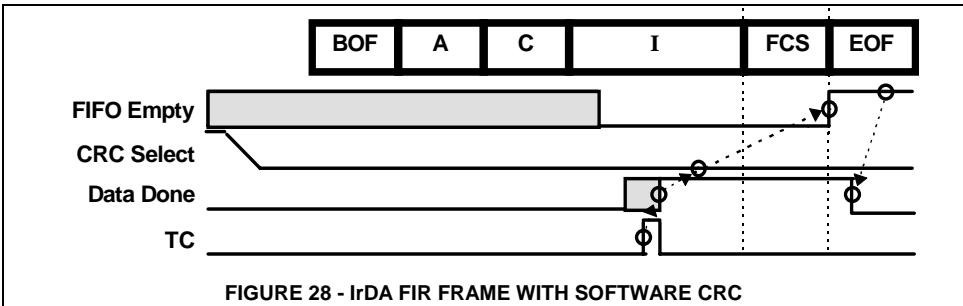 BOF A C I FCS EOF
FIFO Empty
CRC Select
Data Done
TC
FIGURE 28 - IrDA FIR FRAME WITH SOFTWARE CRC